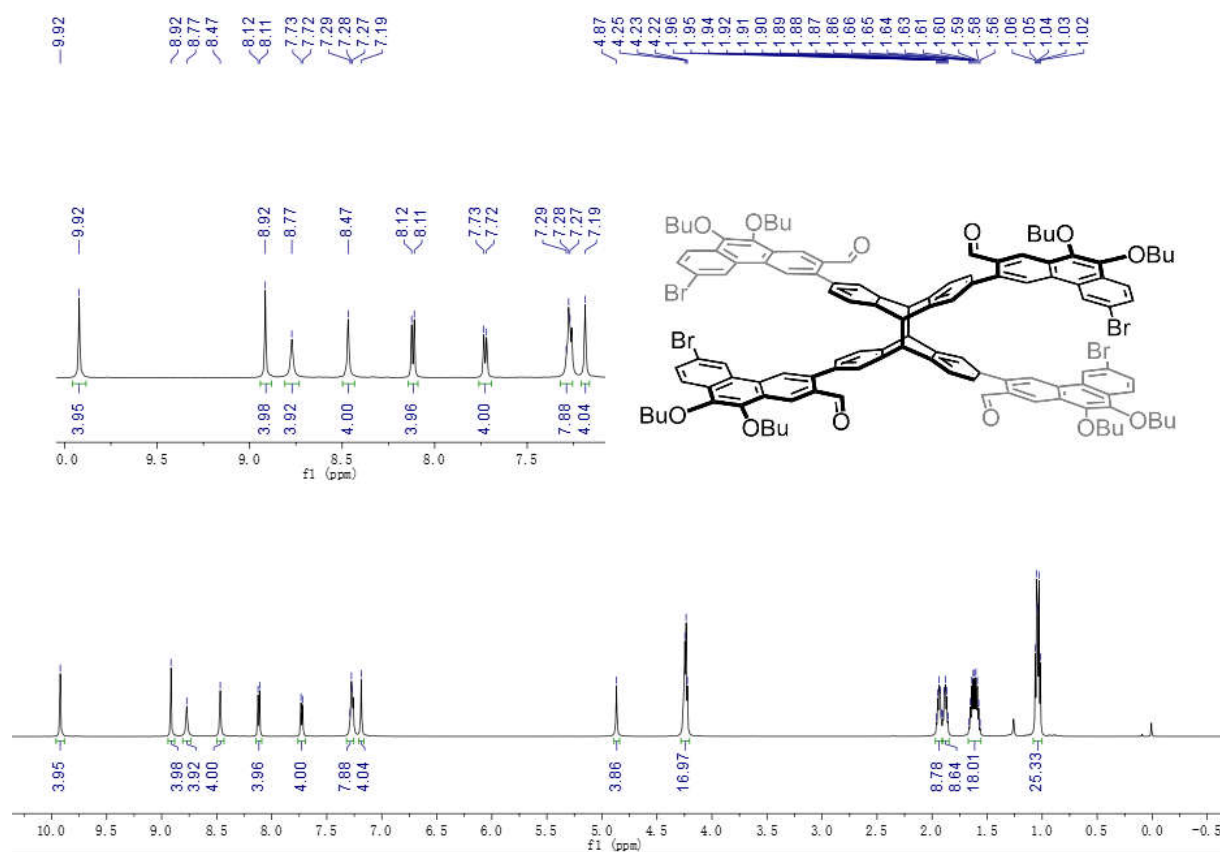 9.92 8.92 8.77 8.47 8.12 8.11 7.73 7.72 7.29 7.28 7.27 7.19 4.87 4.25 4.23 4.22 1.96 1.95 1.94 1.92 1.91 1.90 1.89 1.88 1.87 1.86 1.66 1.65 1.64 1.63 1.61 1.60 1.59 1.58 1.56 1.06 1.05 1.04 1.03 1.02
9.92 8.92 8.77 8.47 8.12 8.11 7.73 7.72 7.29 7.28 7.27 7.19
3.95 3.98 3.92 4.00 3.96 4.00 7.88 4.04
0.0 9.5 9.0 8.5 8.0 7.5
f1 (ppm)
BuO OBu O O BuO OBu
Br Br
Br Br
BuO OBu O O BuO OBu
3.95 3.98 3.92 4.00 3.96 4.00 7.88 4.04 3.86 16.97 8.78 8.64 18.01 25.33
10.0 9.5 9.0 8.5 8.0 7.5 7.0 6.5 6.0 5.5 5.0 4.5 4.0 3.5 3.0 2.5 2.0 1.5 1.0 0.5 0.0 -0.5
f1 (ppm)